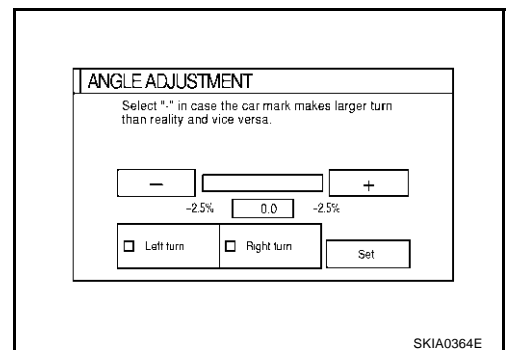 ANGLE ADJUSTMENT
Select "-" in case the car mark makes larger turn
than reality and vice versa.
− +
-2.5% 0.0 -2.5%
Left turn Right turn Set
SKIA0364E